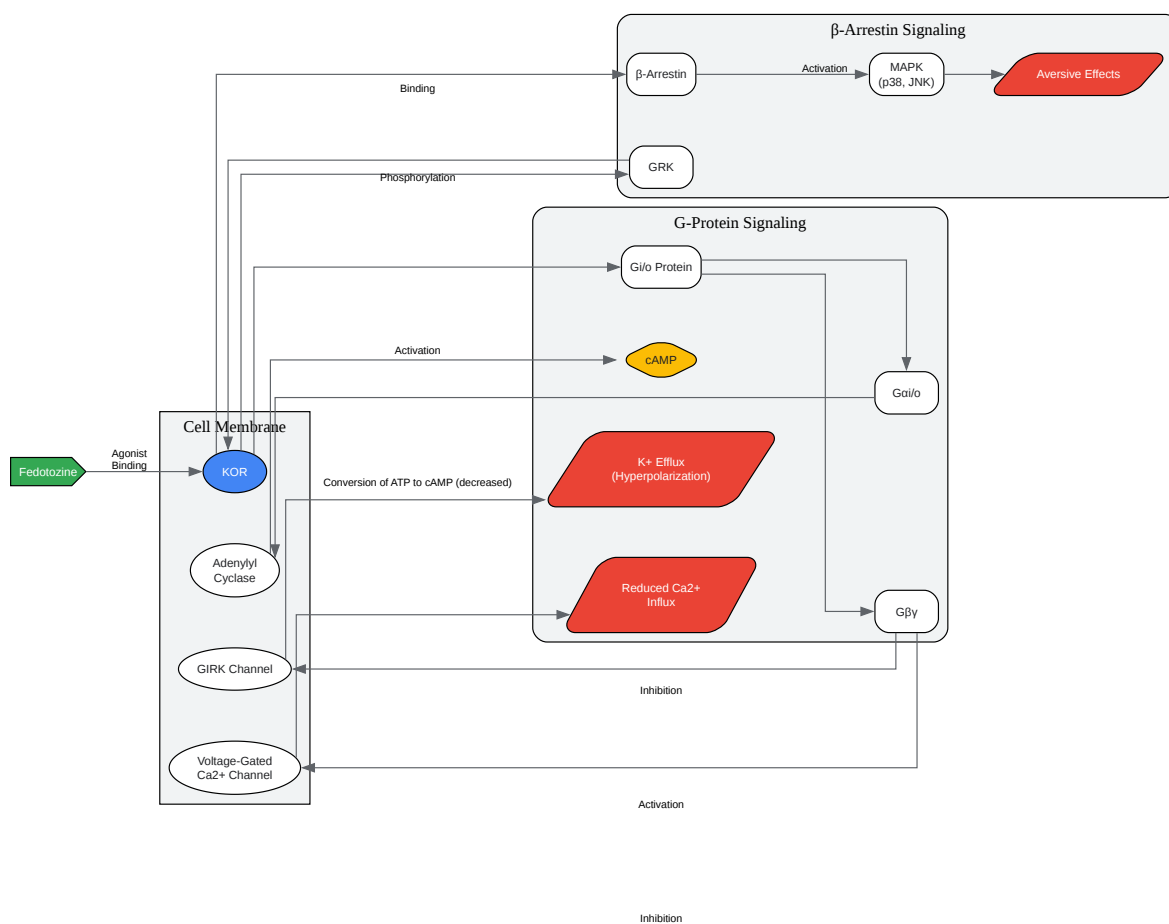 β-Arrestin Signaling
β-Arrestin
Activation
MAPK
(p38, JNK)
Aversive Effects
Binding
GRK
Phosphorylation
G-Protein Signaling
Gi/o Protein
Activation
cAMP
Gαi/o
Cell Membrane
Agonist
Binding
Fedotozine
KOR
K+ Efflux
(Hyperpolarization)
Conversion of ATP to cAMP (decreased)
Adenylyl
Cyclase
Reduced Ca2+
Influx
Gβγ
GIRK Channel
Inhibition
Voltage-Gated
Ca2+ Channel
Activation
Inhibition